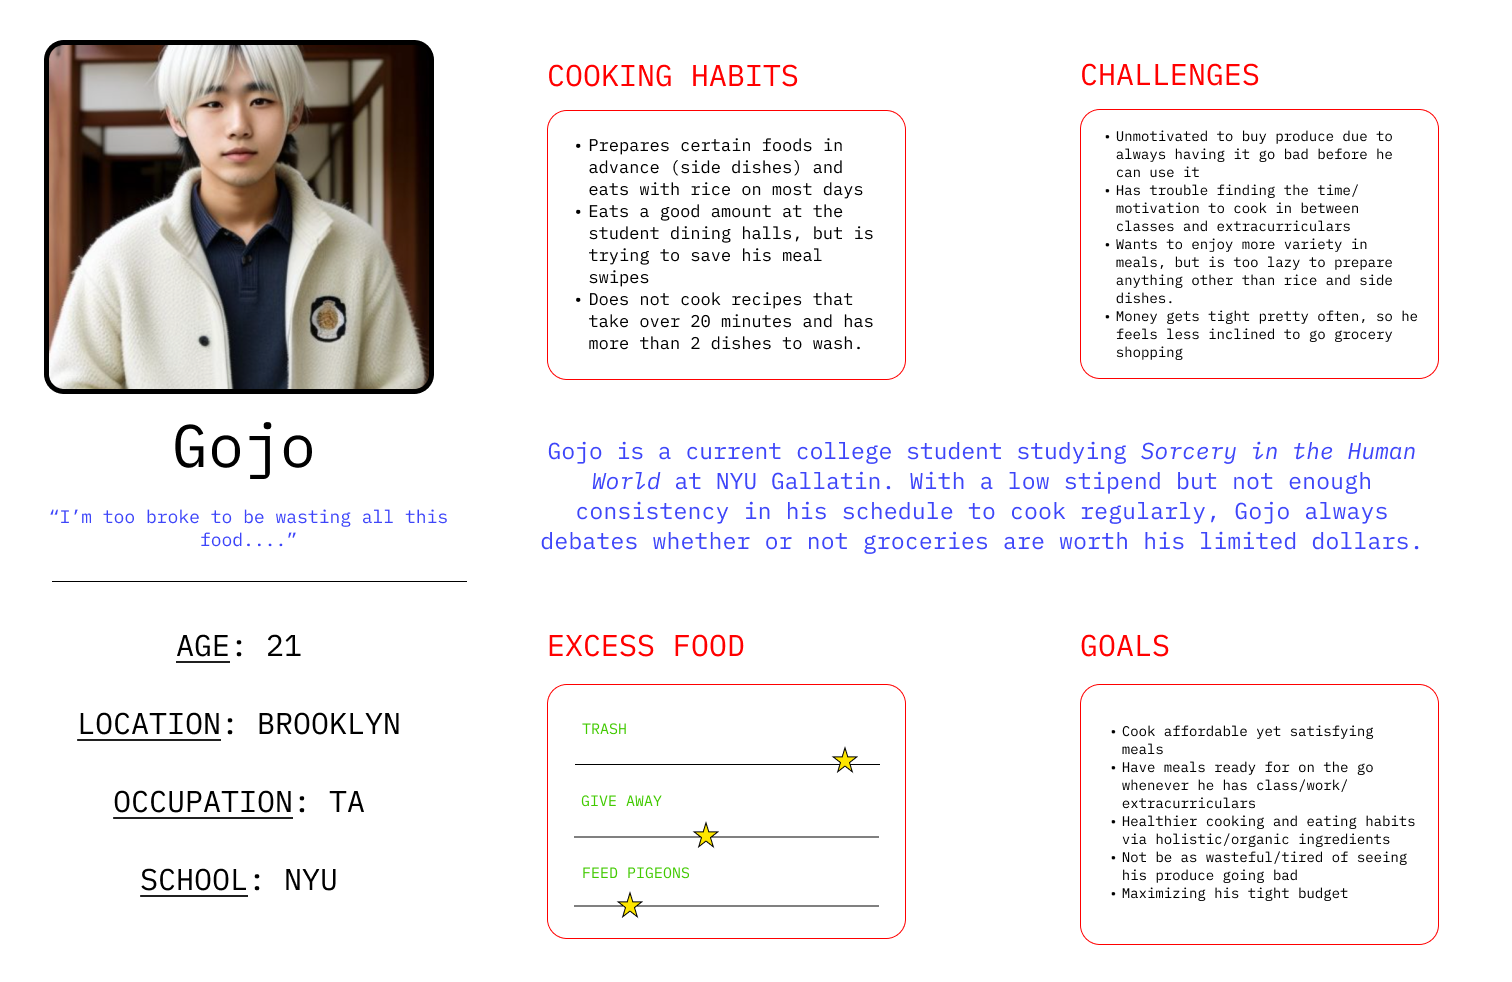 COOKING HABITS
• Prepares certain foods in
advance (side dishes) and
eats with rice on most days
• Eats a good amount at the
student dining halls, but is
trying to save his meal
swipes
• Does not cook recipes that
take over 20 minutes and has
more than 2 dishes to wash.
CHALLENGES
• Unmotivated to buy produce due to
always having it go bad before he
can use it
• Has trouble finding the time/
motivation to cook in between
classes and extracurriculars
• Wants to enjoy more variety in
meals, but is too lazy to prepare
anything other than rice and side
dishes.
• Money gets tight pretty often, so he
feels less inclined to go grocery
shopping
Gojo
“I’m too broke to be wasting all this
food....”
Gojo is a current college student studying Sorcery in the Human
World at NYU Gallatin. With a low stipend but not enough
consistency in his schedule to cook regularly, Gojo always
debates whether or not groceries are worth his limited dollars.
AGE: 21
LOCATION: BROOKLYN
OCCUPATION: TA
SCHOOL: NYU
EXCESS FOOD
TRASH
GIVE AWAY
FEED PIGEONS
GOALS
• Cook affordable yet satisfying
meals
• Have meals ready for on the go
whenever he has class/work/
extracurriculars
• Healthier cooking and eating habits
via holistic/organic ingredients
• Not be as wasteful/tired of seeing
his produce going bad
• Maximizing his tight budget